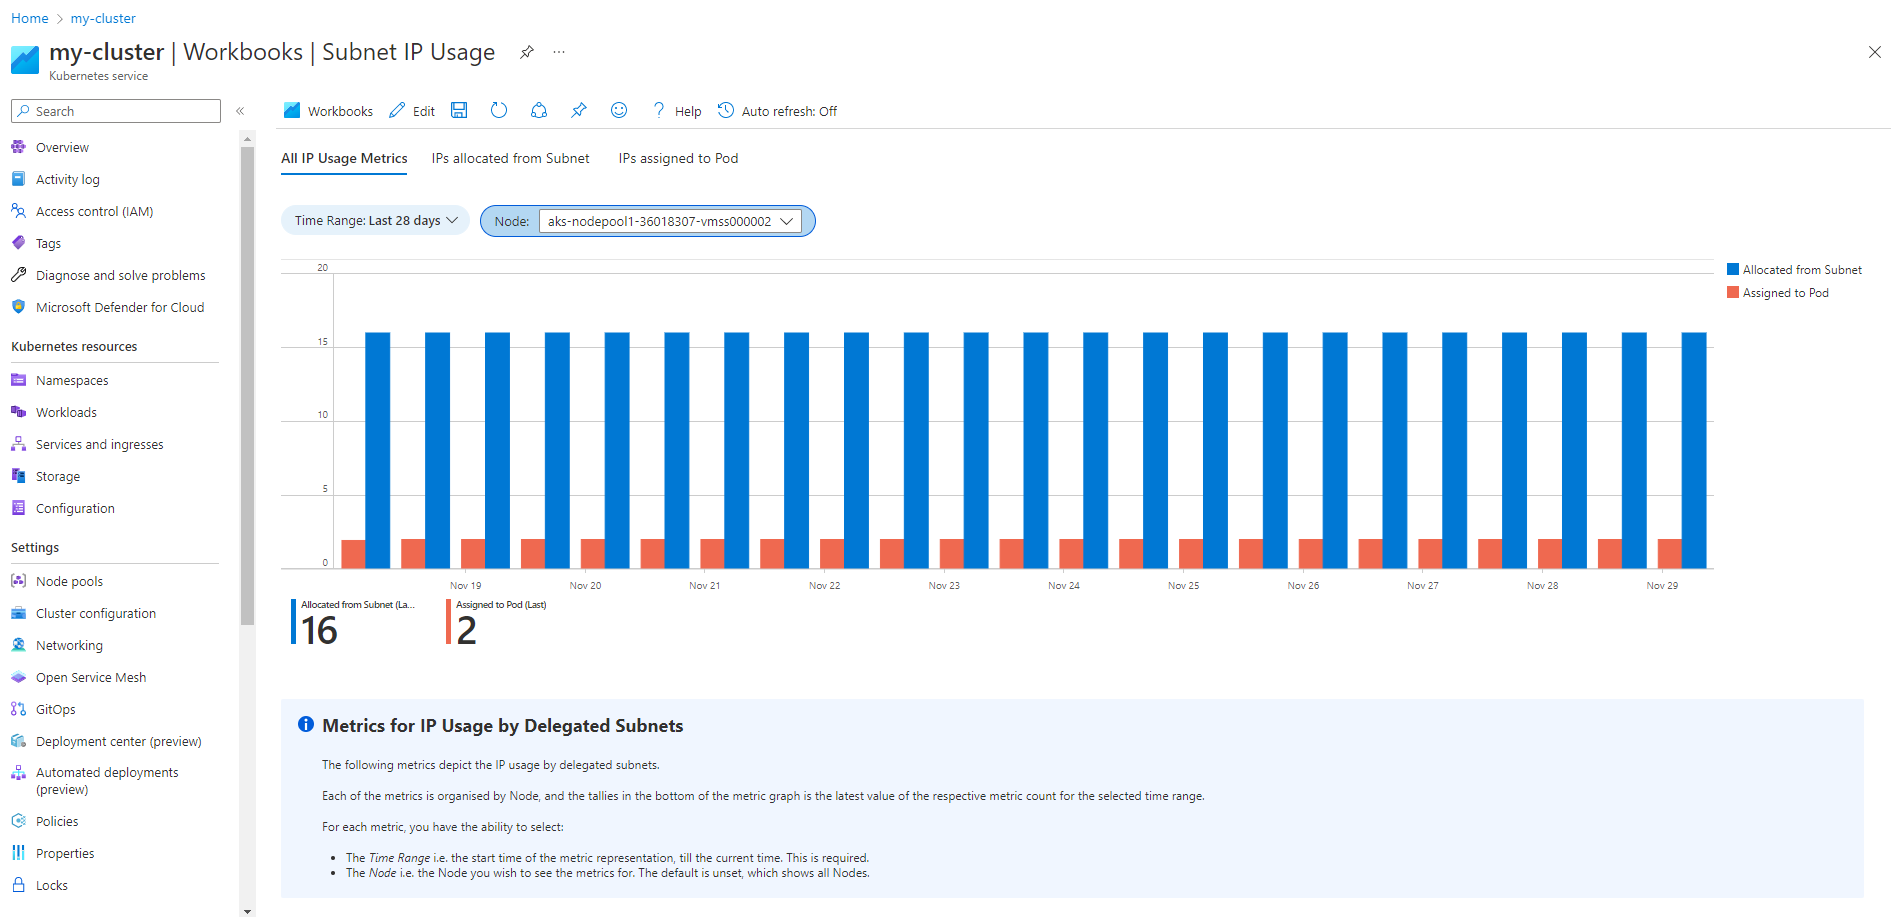 Home > my-cluster
my-cluster | Workbooks | Subnet IP Usage ...
Kubernetes service
Search
«
Overview
Activity log
Access control (IAM)
Tags
Diagnose and solve problems
Microsoft Defender for Cloud
Kubernetes resources
Namespaces
Workloads
Services and ingresses
Storage
Configuration
Settings
Node pools
Cluster configuration
Networking
Open Service Mesh
GitOps
Deployment center (preview)
Automated deployments
(preview)
Policies
Properties
Locks
Workbooks Edit ? Help Auto refresh: Off
All IP Usage Metrics IPs allocated from Subnet IPs assigned to Pod
Time Range: Last 28 days Node: aks-nodepool1-36018307-vmss000002
20
15
10
5
0
Nov 19 Nov 20 Nov 21 Nov 22 Nov 23 Nov 24 Nov 25 Nov 26 Nov 27 Nov 28 Nov 29
Allocated from Subnet
Assigned to Pod
Allocated from Subnet (La... Assigned to Pod (Last)
16 2
Metrics for IP Usage by Delegated Subnets
The following metrics depict the IP usage by delegated subnets.
Each of the metrics is organised by Node, and the tallies in the bottom of the metric graph is the latest value of the respective metric count for the selected time range.
For each metric, you have the ability to select:
• The Time Range i.e. the start time of the metric representation, till the current time. This is required.
• The Node i.e. the Node you wish to see the metrics for. The default is unset, which shows all Nodes.